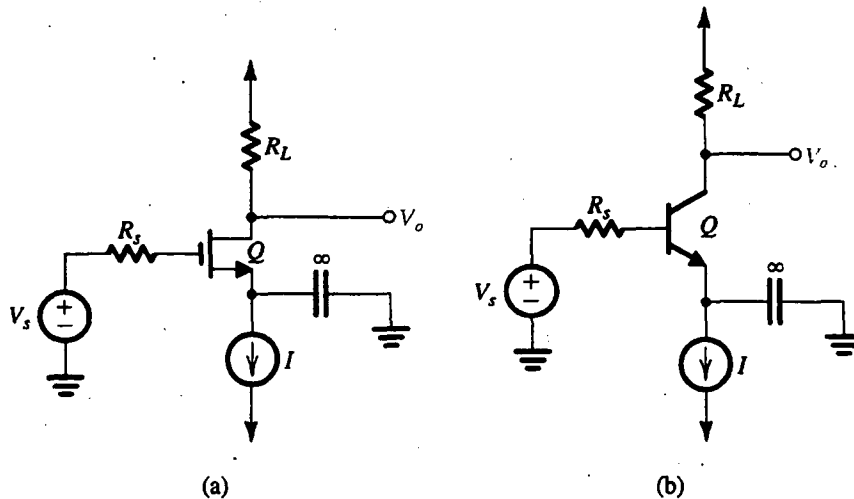 R_L
V_o
R_s
Q
∞
V_s
+
−
I
(a)
R_L
V_o
R_s
Q
∞
V_s
+
−
I
(b)